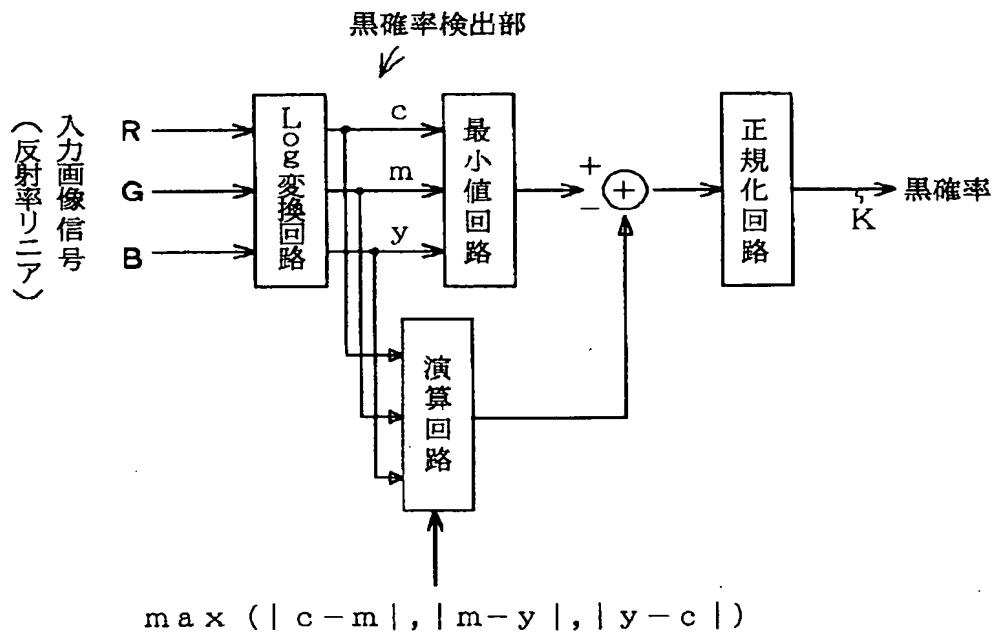 黒確率検出部
入力画像信号
(反射率リニア)
R
G
B
Log変換回路
c
m
y
最小値回路
+
−
+
正規化回路
K
黒確率
演算回路
max (|c−m|,|m−y|,|y−c|)